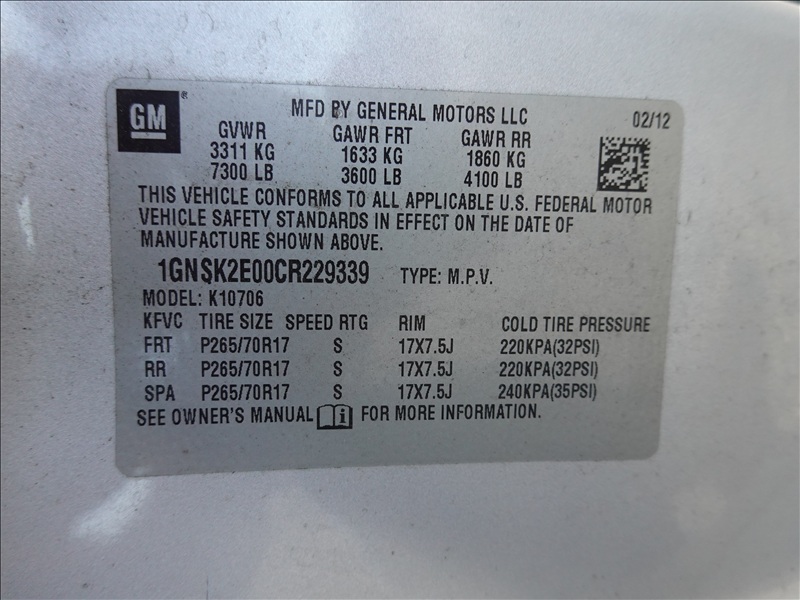 GM ®
MFD BY GENERAL MOTORS LLC 02/12
GVWR GAWR FRT GAWR RR
3311 KG 1633 KG 1860 KG
7300 LB 3600 LB 4100 LB
THIS VEHICLE CONFORMS TO ALL APPLICABLE U.S. FEDERAL MOTOR
VEHICLE SAFETY STANDARDS IN EFFECT ON THE DATE OF
MANUFACTURE SHOWN ABOVE.
1GNSK2E00CR229339 TYPE: M.P.V.
MODEL: K10706
KFVC TIRE SIZE SPEED RTG RIM COLD TIRE PRESSURE
FRT P265/70R17 S 17X7.5J 220KPA(32PSI)
RR P265/70R17 S 17X7.5J 220KPA(32PSI)
SPA P265/70R17 S 17X7.5J 240KPA(35PSI)
SEE OWNER'S MANUAL i FOR MORE INFORMATION.